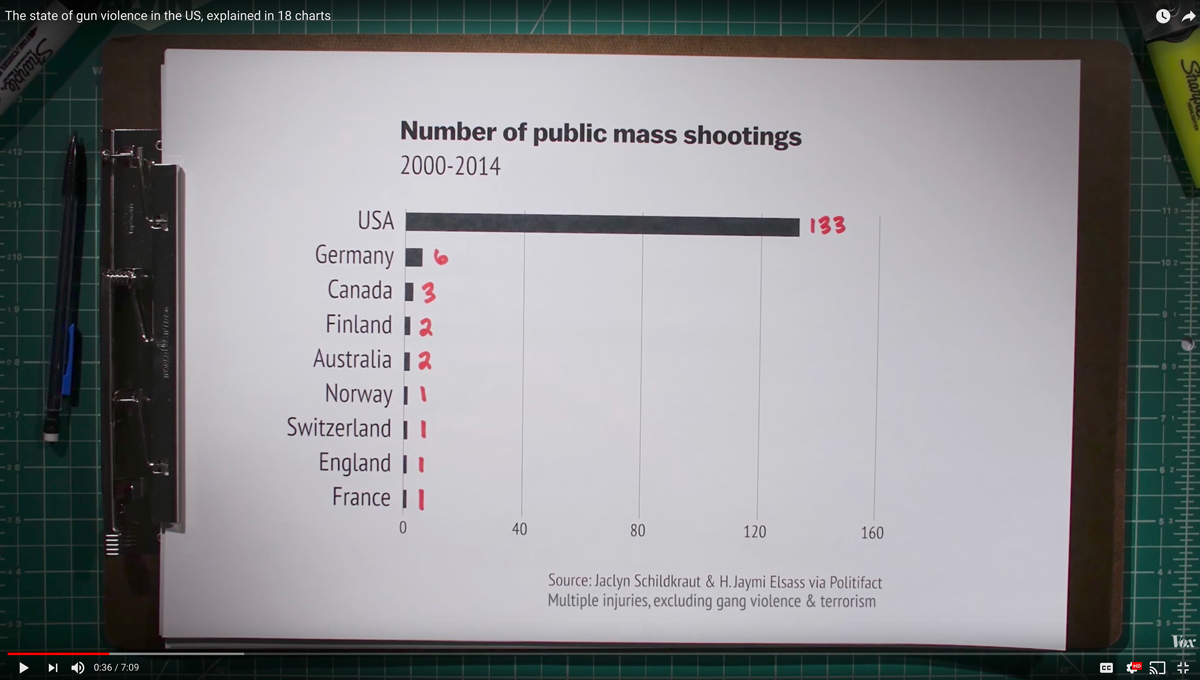 The state of gun violence in the US, explained in 18 charts
Sharpie
Number of public mass shootings
2000-2014
USA 133
Germany 6
Canada 3
Finland 2
Australia 2
Norway 1
Switzerland 1
England 1
France 1
0 40 80 120 160
Source: Jaclyn Schildkraut & H. Jaymi Elsass via Politifact
Multiple injuries, excluding gang violence & terrorism
Vox
0:36 / 7:09
CC
HD